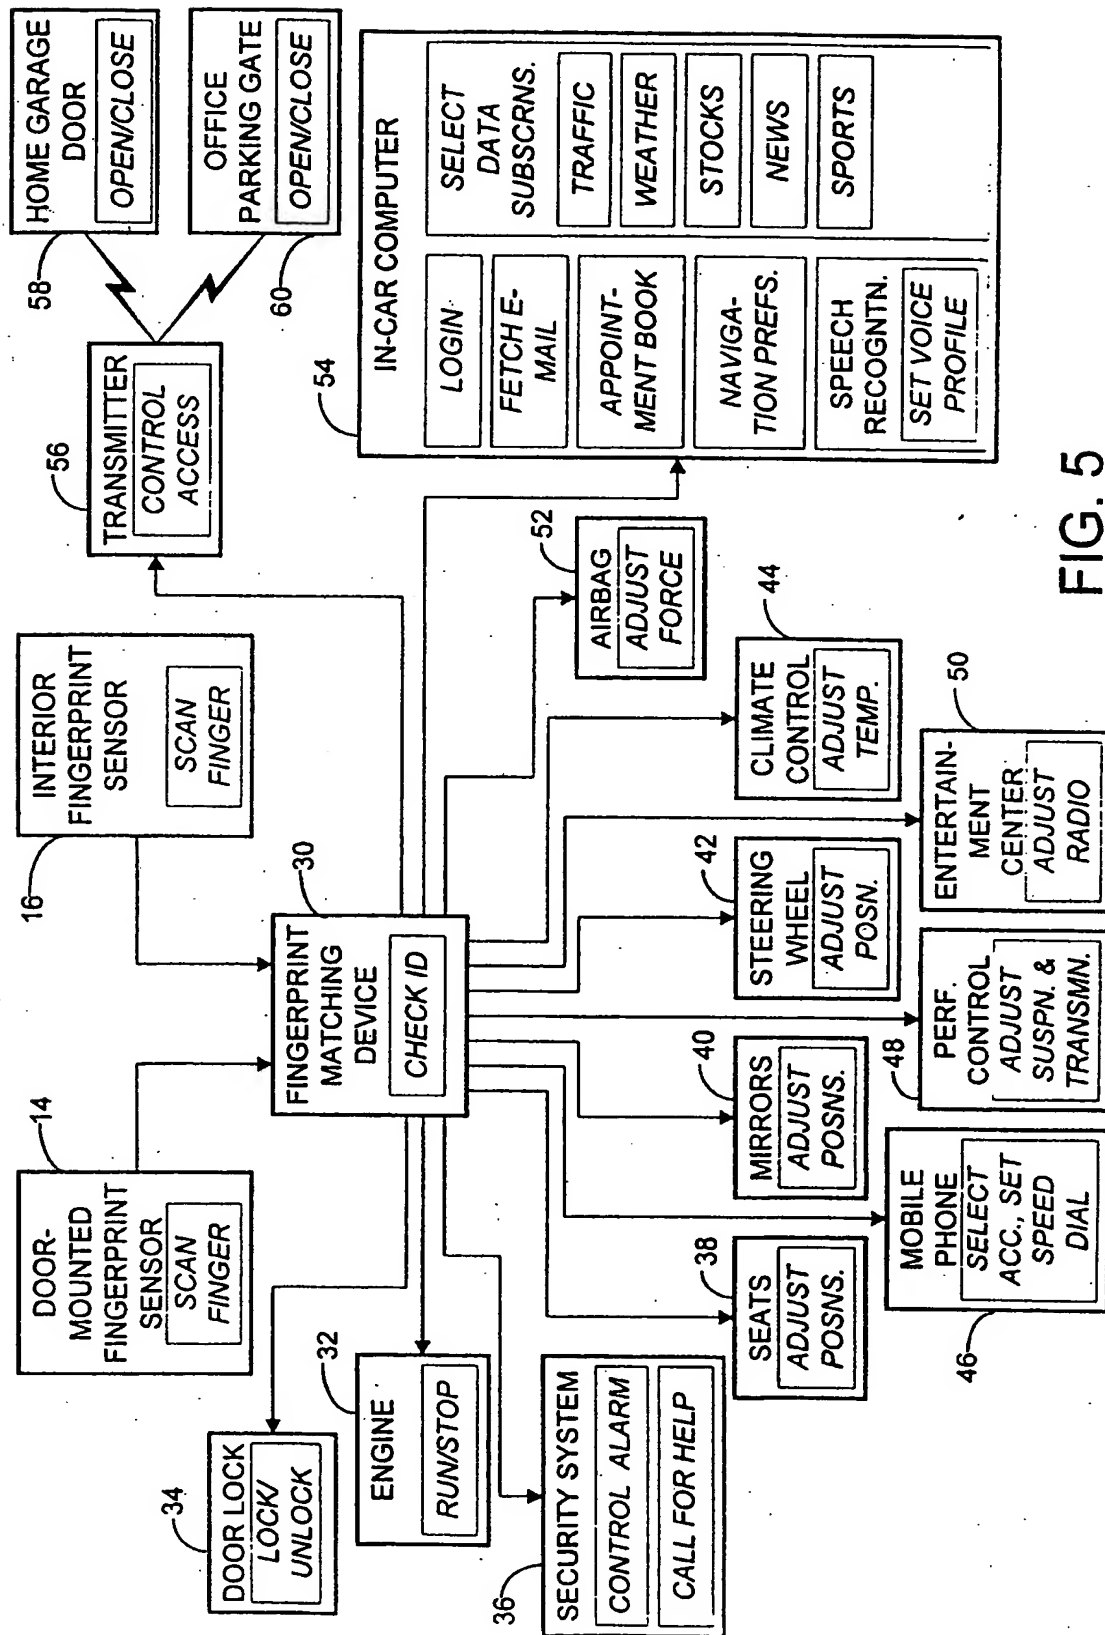 DOOR-
MOUNTED
FINGERPRINT
SENSOR
SCAN
FINGER
14
INTERIOR
FINGERPRINT
SENSOR
SCAN
FINGER
16
TRANSMITTER
CONTROL
ACCESS
56
HOME GARAGE
DOOR
OPEN/CLOSE
58
OFFICE
PARKING GATE
OPEN/CLOSE
60
DOOR LOCK
LOCK/
UNLOCK
34
ENGINE
RUN/STOP
32
FINGERPRINT
MATCHING
DEVICE
CHECK ID
30
SECURITY SYSTEM
CONTROL ALARM
CALL FOR HELP
36
SEATS
ADJUST
POSNS.
38
MIRRORS
ADJUST
POSNS.
40
STEERING
WHEEL
ADJUST
POSN.
42
CLIMATE
CONTROL
ADJUST
TEMP.
44
AIRBAG
ADJUST
FORCE
52
MOBILE
PHONE
SELECT
ACC., SET
SPEED
DIAL
46
PERF.
CONTROL
ADJUST
SUSPN. &
TRANSMN.
48
ENTERTAIN-
MENT
CENTER
ADJUST
RADIO
50
IN-CAR COMPUTER
54
LOGIN
FETCH E-
MAIL
APPOINT-
MENT BOOK
NAVIGA-
TION PREFS.
SPEECH
RECOGNTN.
SET VOICE
PROFILE
SELECT
DATA
SUBSCRNS.
TRAFFIC
WEATHER
STOCKS
NEWS
SPORTS
FIG. 5